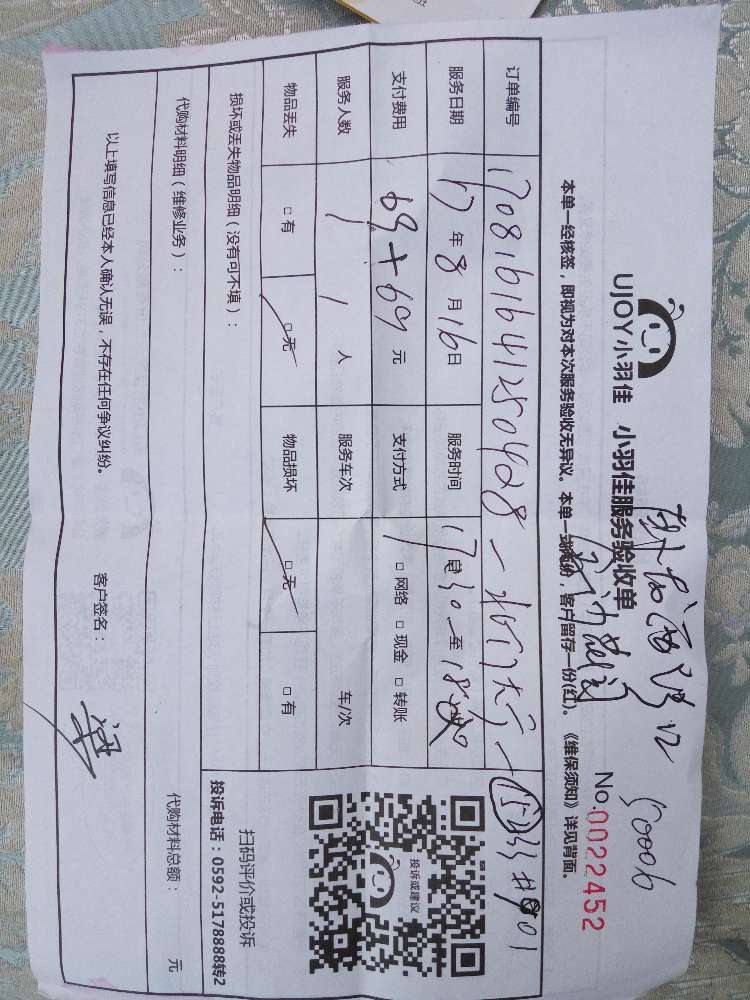 UJOY小羽佳 小羽佳服务验收单
No.0022452
本单一经核签，即视为对本次服务验收无异议。本单一式两份，客户留存一份(红)。《维保须知》详见背面。
订单编号 1708161641250428
服务日期 17年8月16日 服务时间 17点30至18
支付费用 69+69元 支付方式 □网络 □现金 □转账
服务人数 1人 服务车次 车/次
物品丢失 □有 □无 物品损坏 □无 □有
损坏或丢失物品明细（没有可不填）：
代购材料明细（维修业务）： 代购材料总额： 元
以上填写信息已经本人确认无误，不存在任何争议纠纷。 客户签名：
投诉或建议
扫码评价或投诉
投诉电话：0592-5178888转2